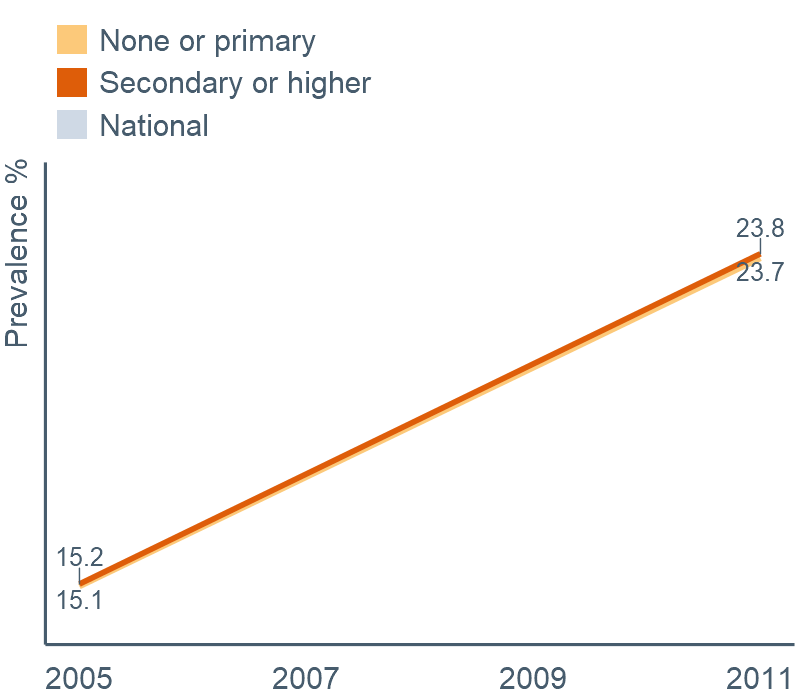 None or primary
Secondary or higher
National
Prevalence %
23.8
23.7
15.2
15.1
2005 2007 2009 2011